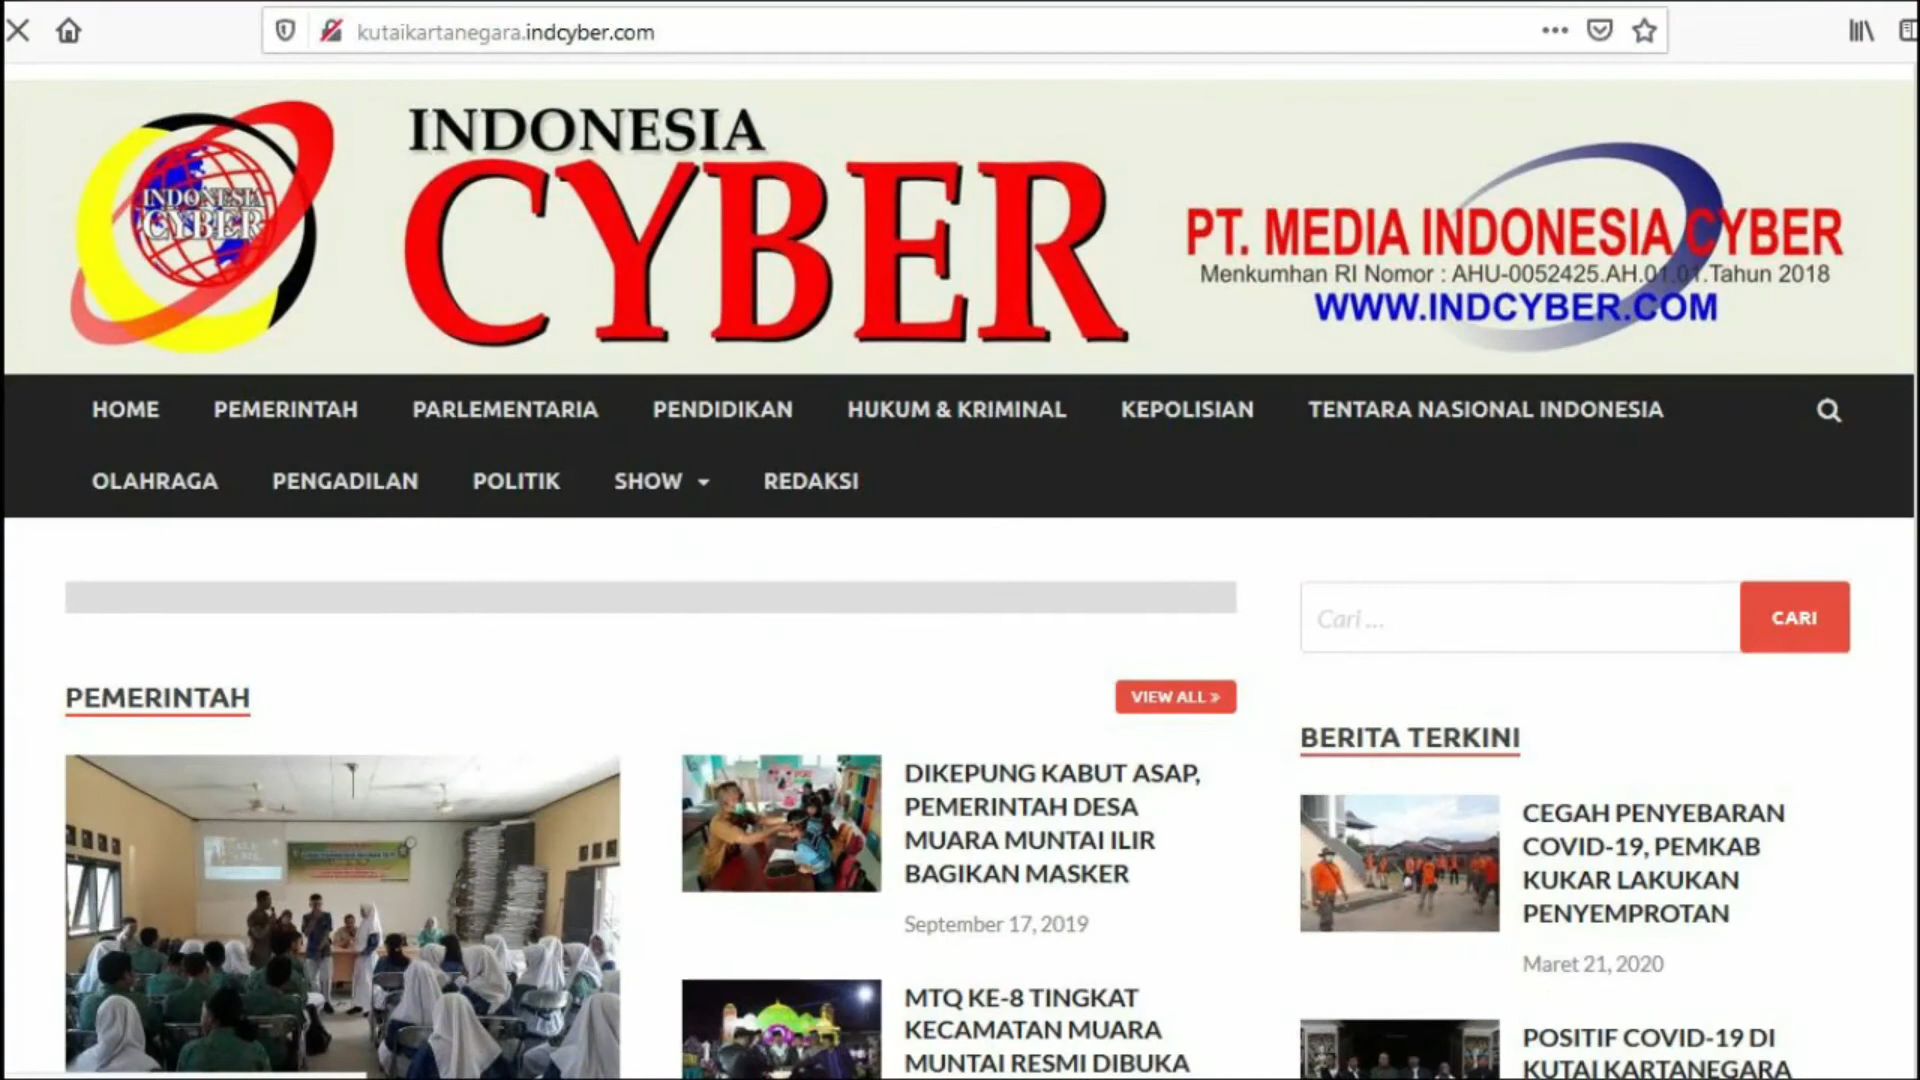 kutaikartanegara.indcyber.com
INDONESIA
CYBER
INDONESIA
CYBER
PT. MEDIA INDONESIA CYBER
Menkumhan RI Nomor : AHU-0052425.AH.01.01.Tahun 2018
WWW.INDCYBER.COM
HOME PEMERINTAH PARLEMENTARIA PENDIDIKAN HUKUM & KRIMINAL KEPOLISIAN TENTARA NASIONAL INDONESIA
OLAHRAGA PENGADILAN POLITIK SHOW REDAKSI
Cari ...
CARI
PEMERINTAH
VIEW ALL »
DIKEPUNG KABUT ASAP,
PEMERINTAH DESA
MUARA MUNTAI ILIR
BAGIKAN MASKER
September 17, 2019
MTQ KE-8 TINGKAT
KECAMATAN MUARA
MUNTAI RESMI DIBUKA
BERITA TERKINI
CEGAH PENYEBARAN
COVID-19, PEMKAB
KUKAR LAKUKAN
PENYEMPROTAN
Maret 21, 2020
POSITIF COVID-19 DI
KUTAI KARTANEGARA